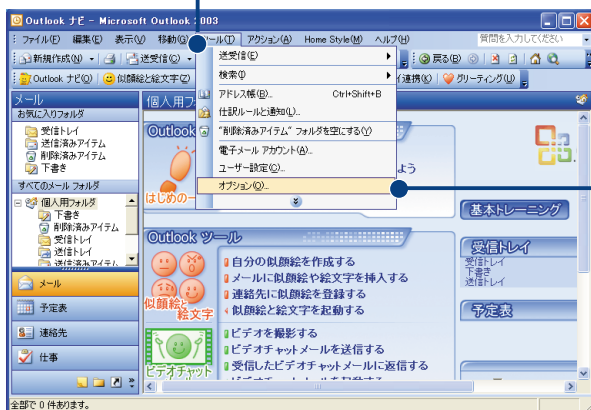 Outlook ナビ - Microsoft Outlook 2003
ファイル(F) 編集(E) 表示(V) 移動(G) ール(T) アクション(A) Home Style(M) ヘルプ(H) 質問を入力してください
新規作成(N) 送受信(C) 戻る(B)
Outlook ナビ(Q) 似顔絵と絵文字(Z) イ連携(K) グリーティング(U)
送受信(E)
検索(I)
アドレス帳(B)... Ctrl+Shift+B
仕訳ルールと通知(L)...
"削除済みアイテム" フォルダを空にする(Y)
電子メール アカウント(A)...
ユーザー設定(C)...
オプション(O)...
メール
お気に入りフォルダ
受信トレイ
送信済みアイテム
削除済みアイテム
下書き
すべてのメール フォルダ
個人用フォルダ
下書き
削除済みアイテム
受信トレイ
送信トレイ
送信済みアイテム
メール
予定表
連絡先
仕事
個人用フ
Outlook
よう
はじめの一
基本トレーニング
Outlook ツール
似顔絵と
絵文字
自分の似顔絵を作成する
メールに似顔絵や絵文字を挿入する
連絡先に似顔絵を登録する
似顔絵と絵文字を起動する
ビデオチャット
ビデオを撮影する
ビデオチャットメールを送信する
受信したビデオチャットメールに返信する
受信トレイ
受信トレイ
下書き
送信トレイ
予定表
全部で 0 件あります。